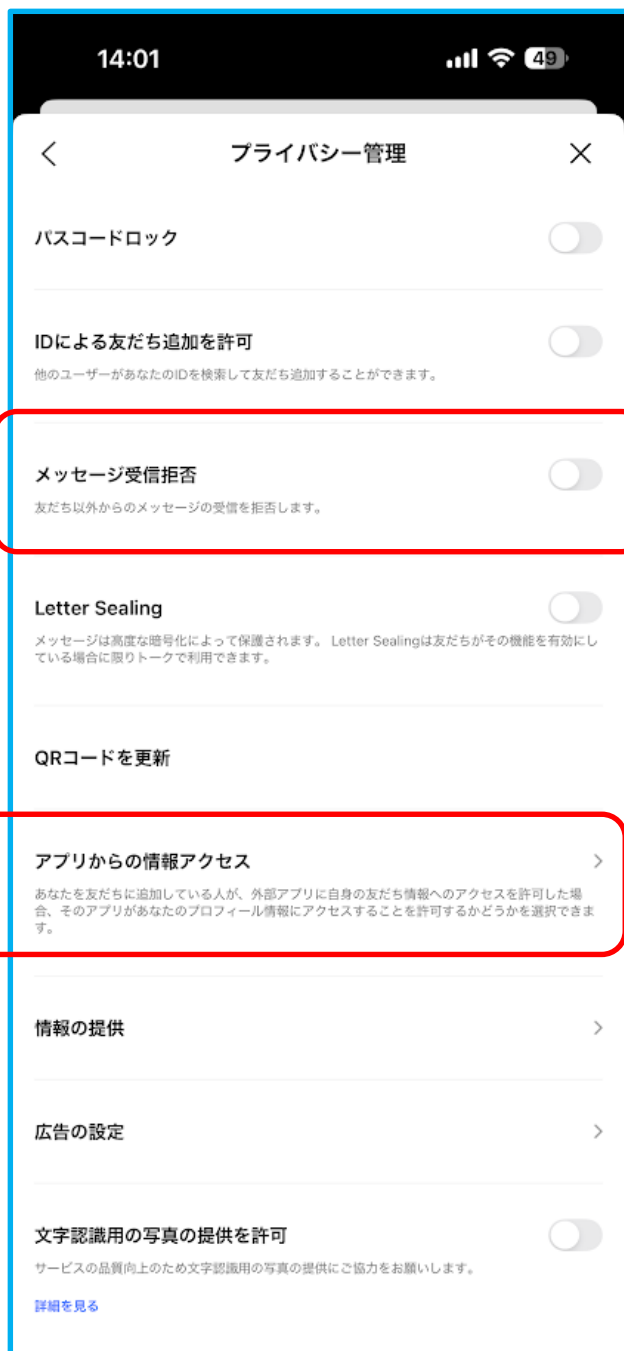 14:01
49
プライバシー管理
パスコードロック
IDによる友だち追加を許可
他のユーザーがあなたのIDを検索して友だち追加することができます。
メッセージ受信拒否
友だち以外からのメッセージの受信を拒否します。
Letter Sealing
メッセージは高度な暗号化によって保護されます。 Letter Sealingは友だちがその機能を有効にし
ている場合に限りトークで利用できます。
QRコードを更新
アプリからの情報アクセス
あなたを友だちに追加している人が、外部アプリに自身の友だち情報へのアクセスを許可した場
合、そのアプリがあなたのプロフィール情報にアクセスすることを許可するかどうかを選択できま
す。
情報の提供
広告の設定
文字認識用の写真の提供を許可
サービスの品質向上のため文字認識用の写真の提供にご協力をお願いします。
詳細を見る